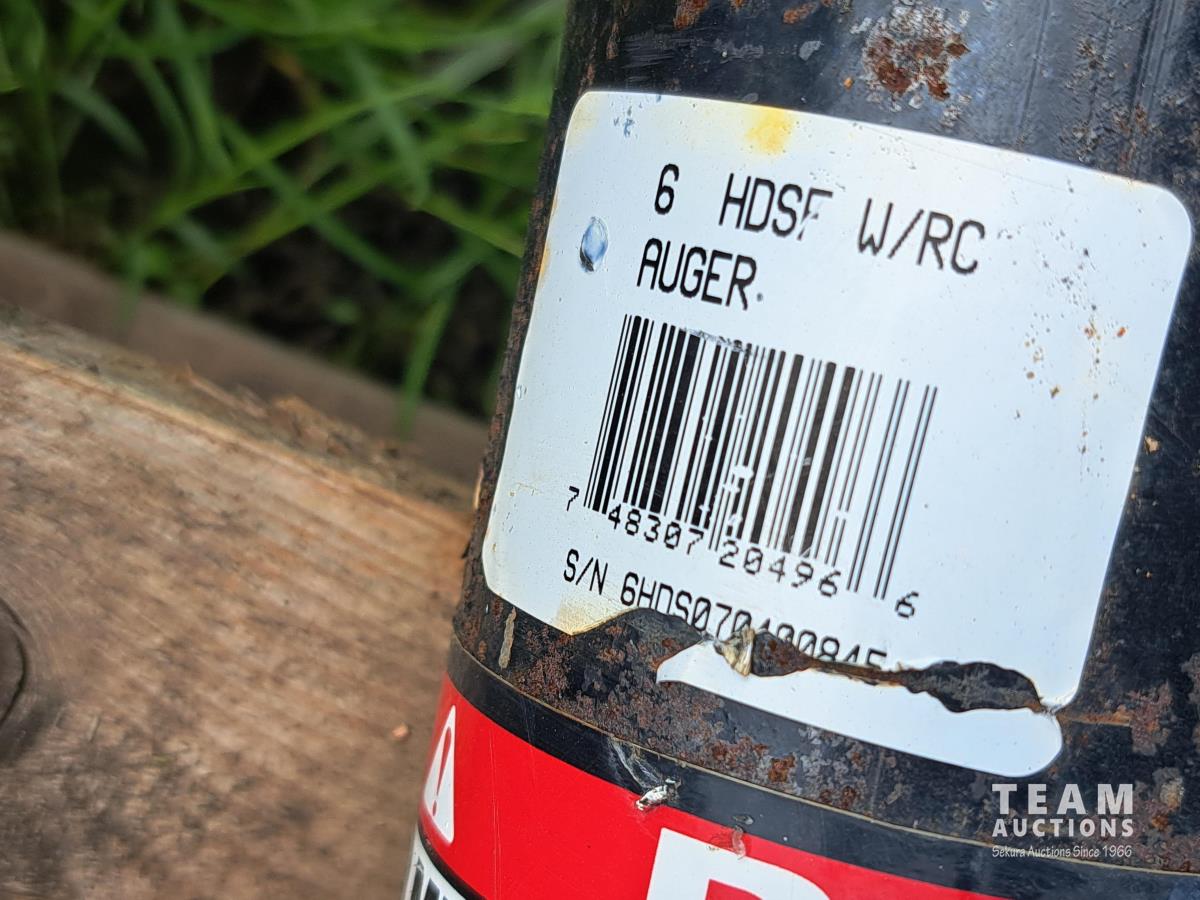 6 HDSF W/RC
AUGER
7 48307 20496 6
S/N
TEAM
AUCTIONS
Sekura Auctions Since 1966